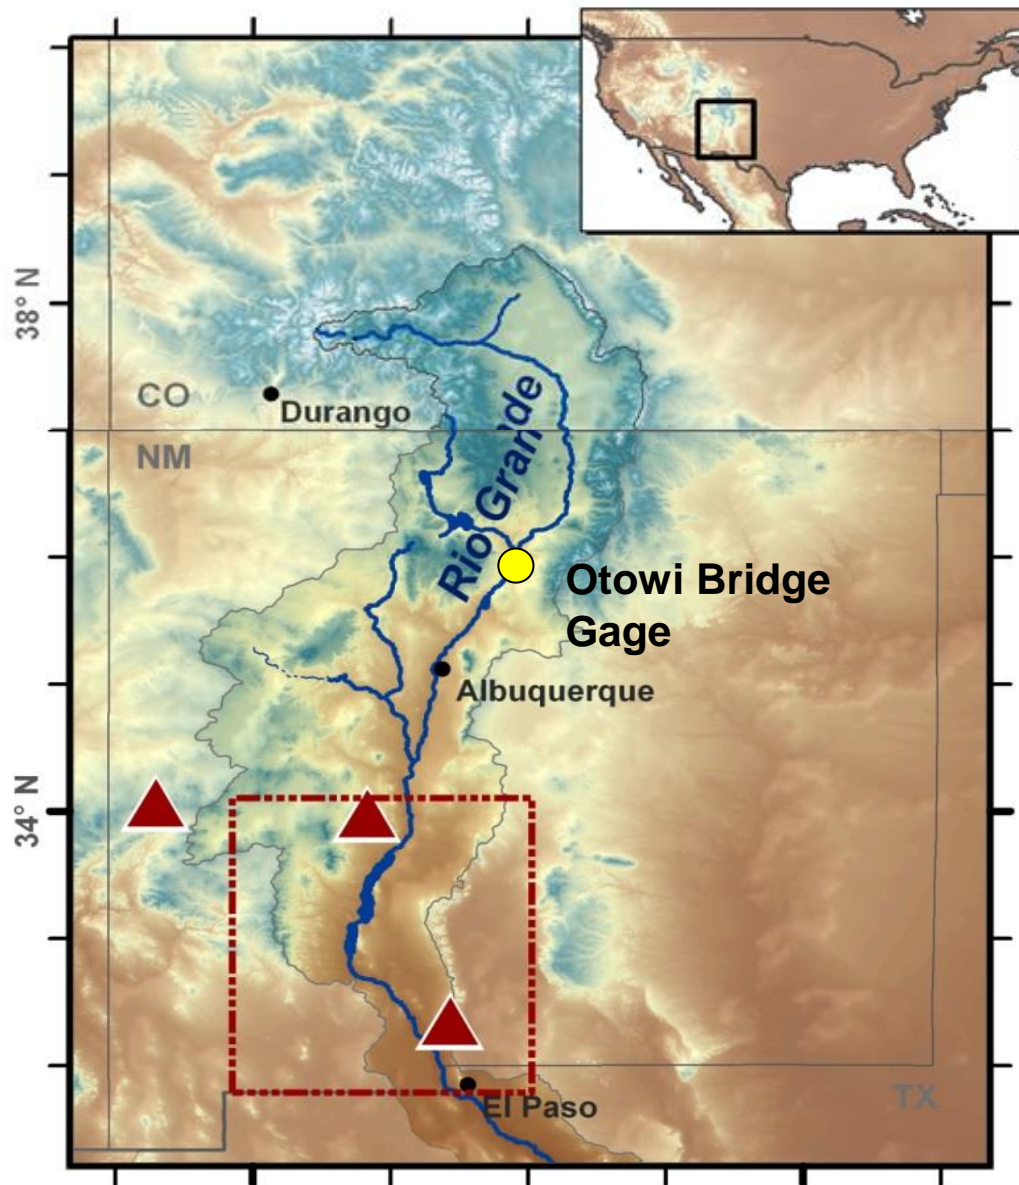 38° N
CO
Durango
NM
Rio Grande
Otowi Bridge
Gage
Albuquerque
34° N
El Paso
TX